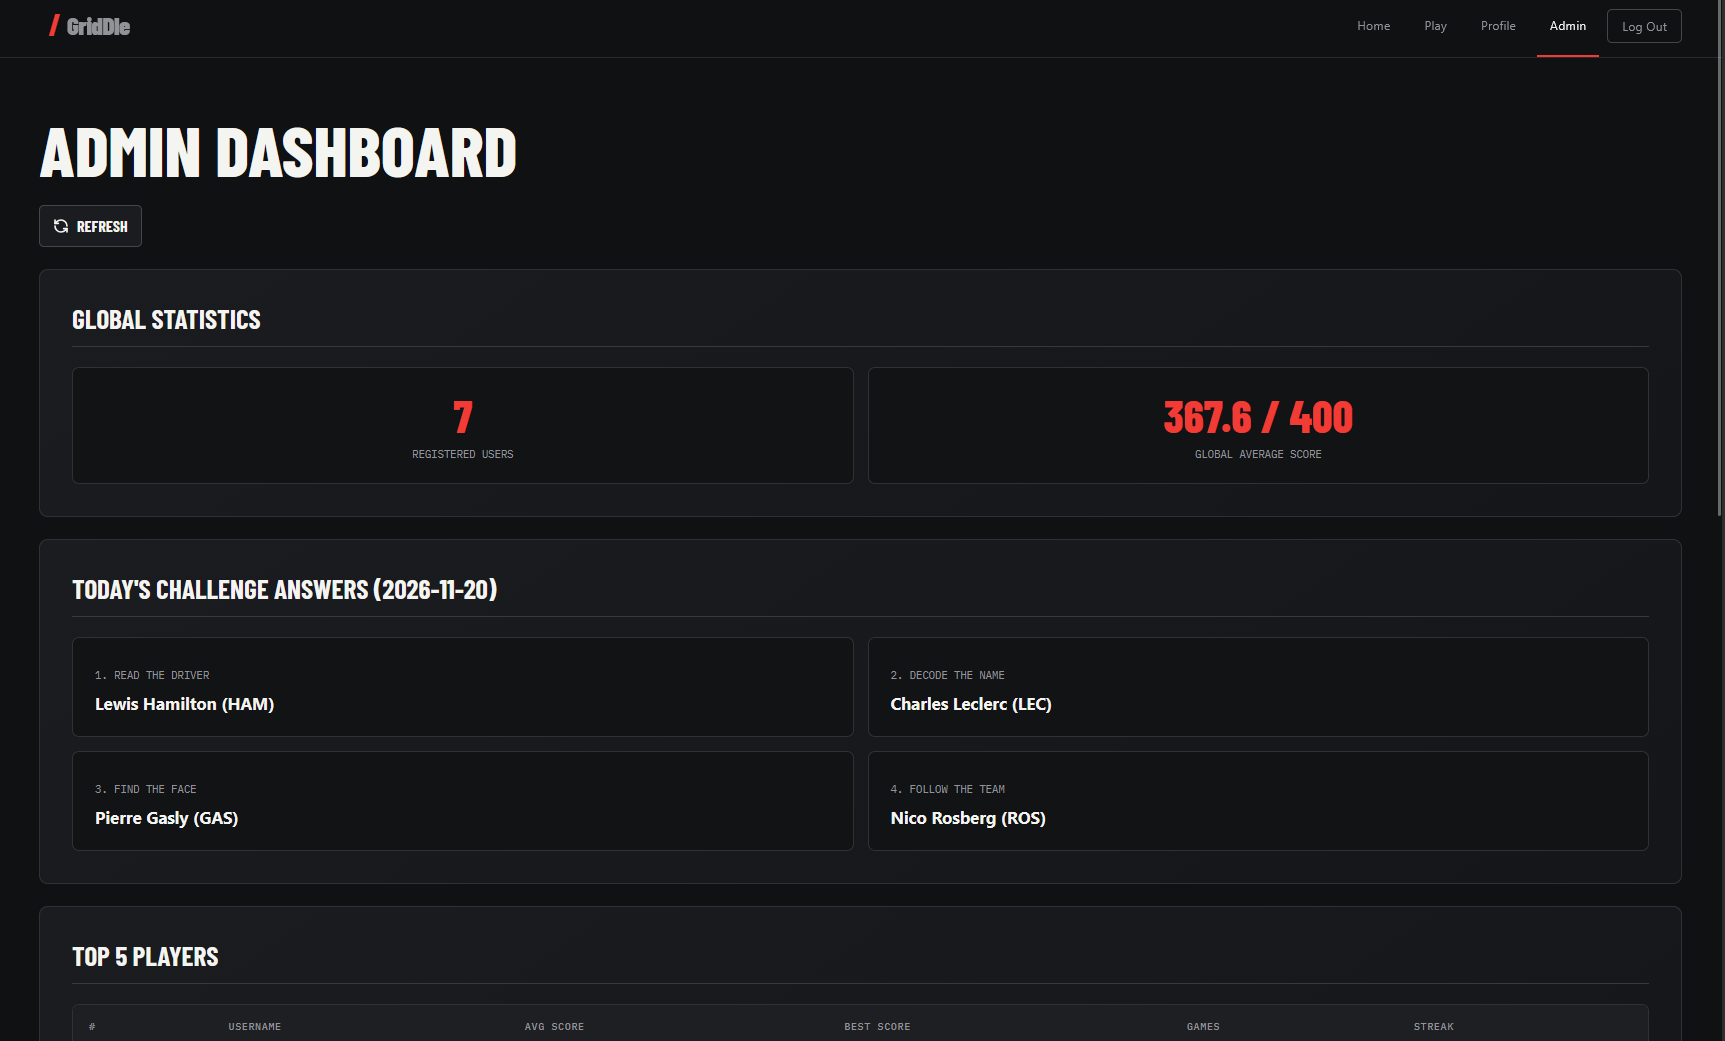 / GridDle
Home Play Profile Admin Log Out
ADMIN DASHBOARD
REFRESH
GLOBAL STATISTICS
7
REGISTERED USERS
367.6 / 400
GLOBAL AVERAGE SCORE
TODAY'S CHALLENGE ANSWERS (2026-11-20)
1. READ THE DRIVER
Lewis Hamilton (HAM)
2. DECODE THE NAME
Charles Leclerc (LEC)
3. FIND THE FACE
Pierre Gasly (GAS)
4. FOLLOW THE TEAM
Nico Rosberg (ROS)
TOP 5 PLAYERS
# USERNAME AVG SCORE BEST SCORE GAMES STREAK